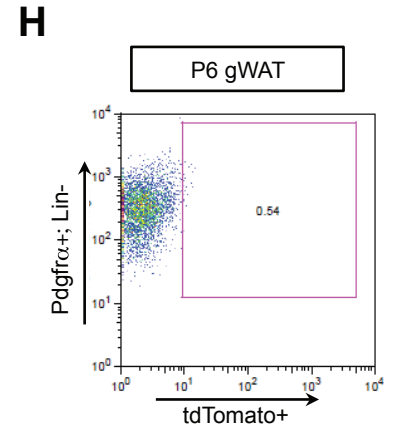 H
P6 gWAT
10⁴
10³
10²
10¹
10⁰
Pdgfrα+; Lin-
0.54
10⁰ 10¹ 10² 10³ 10⁴
tdTomato+